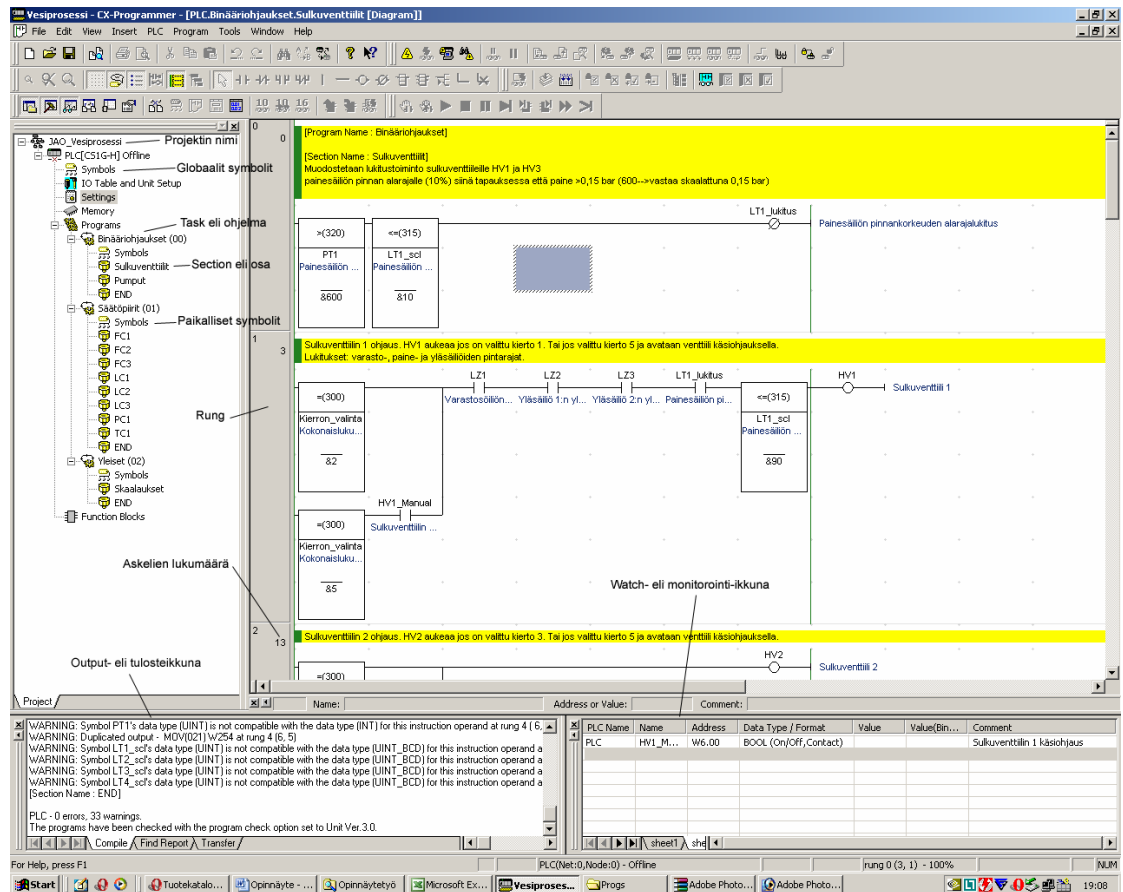 Vesiprosessi - CX-Programmer - [PLC.Binääriohjaukset.Sulkuventtiilit [Diagram]]
File Edit View Insert PLC Program Tools Window Help
JAO_Vesiprosessi
Projektin nimi
PLC[CS1G-H] Offline
Symbols
Globaalit symbolit
IO Table and Unit Setup
Settings
Memory
Programs
Task eli ohjelma
Binääriohjaukset (00)
Symbols
Sulkuventtiilit
Section eli osa
Pumput
END
Säätöpiirit (01)
Symbols
Paikalliset symbolit
FC1
FC2
FC3
LC1
LC2
LC3
PC1
TC1
END
Yleiset (02)
Symbols
Skaalaukset
END
Function Blocks
Rung
Askelien lukumäärä
Output- eli tulosteikkuna
Project
0
0
[Program Name : Binääriohjaukset]
[Section Name : Sulkuventtiilit]
Muodostetaan lukitustoiminto sulkuventtiileille HV1 ja HV3
painesäiliön pinnan alarajalle (10%) siinä tapauksessa että paine >0,15 bar (600-->vastaa skaalattuna 0,15 bar)
LT1_lukitus
Painesäiliön pinnankorkeuden alarajalukitus
>(320) <=(315)
PT1 LT1_scl
Painesäiliön ... Painesäiliön ...
&600 &10
1
3
Sulkuventtiilin 1 ohjaus. HV1 aukeaa jos on valittu kierto 1. Tai jos valittu kierto 5 ja avataan venttiili käsiohjauksella.
Lukitukset: varasto-, paine- ja yläsäiliöiden pintarajat.
LZ1 LZ2 LZ3 LT1_lukitus HV1
Sulkuventtiili 1
=(300) Varastosöiliön... Yläsäiliö 1:n yl... Yläsäiliö 2:n yl... Painesäiliön pi... <=(315)
Kierron_valinta LT1_scl
Kokonaisluku... Painesäiliön ...
&2 &90
HV1_Manual
=(300) Sulkuventtiilin ...
Kierron_valinta
Kokonaisluku...
&5
Watch- eli monitorointi-ikkuna
2
13
Sulkuventtiilin 2 ohjaus. HV2 aukeaa jos on valittu kierto 3. Tai jos valittu kierto 5 ja avataan venttiili käsiohjauksella.
HV2
=(300) Sulkuventtiili 2
Name: Address or Value: Comment:
WARNING: Symbol PT1's data type (UINT) is not compatible with the data type (INT) for this instruction operand at rung 4 ( 6,
WARNING: Duplicated output - MOV(021) W254 at rung 4 (6, 5)
WARNING: Symbol LT1_scl's data type (UINT) is not compatible with the data type (UINT_BCD) for this instruction operand a
WARNING: Symbol LT2_scl's data type (UINT) is not compatible with the data type (UINT_BCD) for this instruction operand a
WARNING: Symbol LT3_scl's data type (UINT) is not compatible with the data type (UINT_BCD) for this instruction operand a
WARNING: Symbol LT4_scl's data type (UINT) is not compatible with the data type (UINT_BCD) for this instruction operand a
[Section Name : END]
PLC - 0 errors, 33 warnings.
The programs have been checked with the program check option set to Unit Ver.3.0.
Compile Find Report Transfer
PLC Name Name Address Data Type / Format Value Value(Bin... Comment
PLC HV1_M... W6.00 BOOL (On/Off,Contact) Sulkuventtiilin 1 käsiohjaus
sheet1 she
For Help, press F1 PLC(Net:0,Node:0) - Offline rung 0 (3, 1) - 100% NUM
Start Tuotekatalo... Opinnäyte - ... Opinnäytetyö Microsoft Ex... Vesiproses... Progs Adobe Photo... Adobe Photo... 19:08